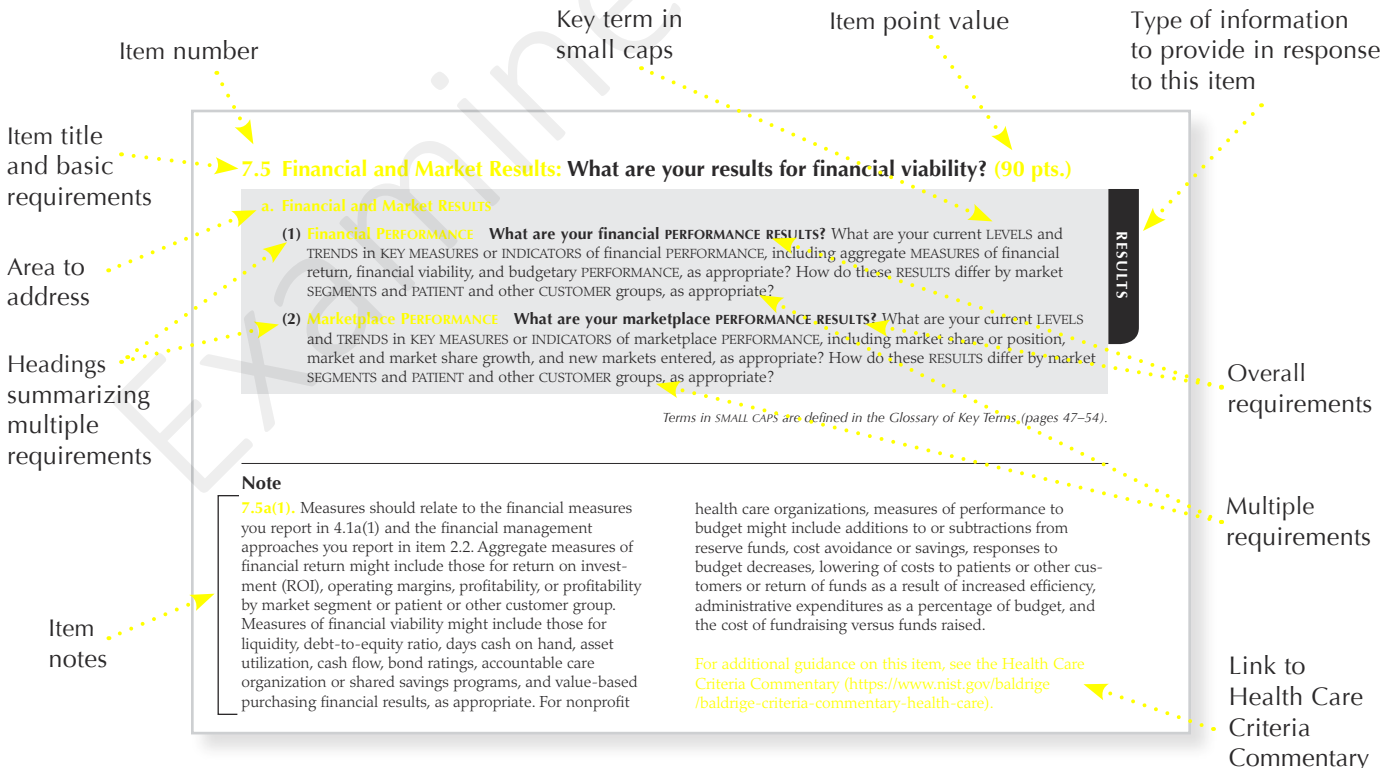 Key term in
small caps
Item point value
Type of information
to provide in response
to this item
Item number
Item title
and basic
requirements
Area to
address
Headings
summarizing
multiple
requirements
Item
notes
7.5 Financial and Market Results: What are your results for financial viability? (90 pts.)
a. Financial and Market RESULTS
(1) Financial PERFORMANCE What are your financial PERFORMANCE RESULTS? What are your current LEVELS and
TRENDS in KEY MEASURES or INDICATORS of financial PERFORMANCE, including aggregate MEASURES of financial
return, financial viability, and budgetary PERFORMANCE, as appropriate? How do these RESULTS differ by market
SEGMENTS and PATIENT and other CUSTOMER groups, as appropriate?
(2) Marketplace PERFORMANCE What are your marketplace PERFORMANCE RESULTS? What are your current LEVELS
and TRENDS in KEY MEASURES or INDICATORS of marketplace PERFORMANCE, including market share or position,
market and market share growth, and new markets entered, as appropriate? How do these RESULTS differ by market
SEGMENTS and PATIENT and other CUSTOMER groups, as appropriate?
RESULTS
Terms in SMALL CAPS are defined in the Glossary of Key Terms (pages 47–54).
Note
7.5a(1). Measures should relate to the financial measures
you report in 4.1a(1) and the financial management
approaches you report in item 2.2. Aggregate measures of
financial return might include those for return on invest-
ment (ROI), operating margins, profitability, or profitability
by market segment or patient or other customer group.
Measures of financial viability might include those for
liquidity, debt-to-equity ratio, days cash on hand, asset
utilization, cash flow, bond ratings, accountable care
organization or shared savings programs, and value-based
purchasing financial results, as appropriate. For nonprofit
health care organizations, measures of performance to
budget might include additions to or subtractions from
reserve funds, cost avoidance or savings, responses to
budget decreases, lowering of costs to patients or other cus-
tomers or return of funds as a result of increased efficiency,
administrative expenditures as a percentage of budget, and
the cost of fundraising versus funds raised.
For additional guidance on this item, see the Health Care
Criteria Commentary (https://www.nist.gov/baldrige
/baldrige-criteria-commentary-health-care).
Overall
requirements
Multiple
requirements
Link to
Health Care
Criteria
Commentary
Examine